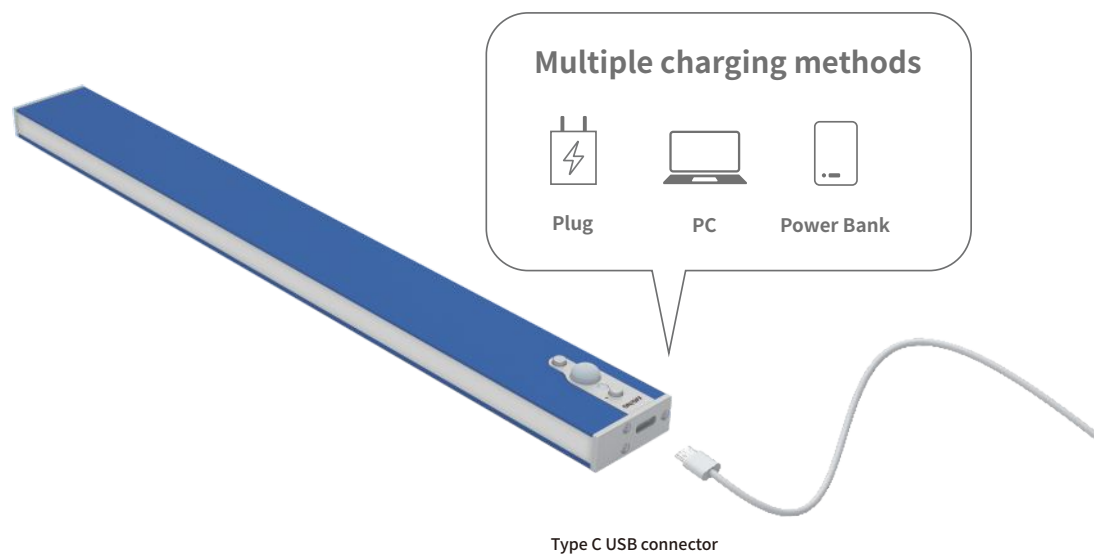 Multiple charging methods
Plug
PC
Power Bank
Type C USB connector